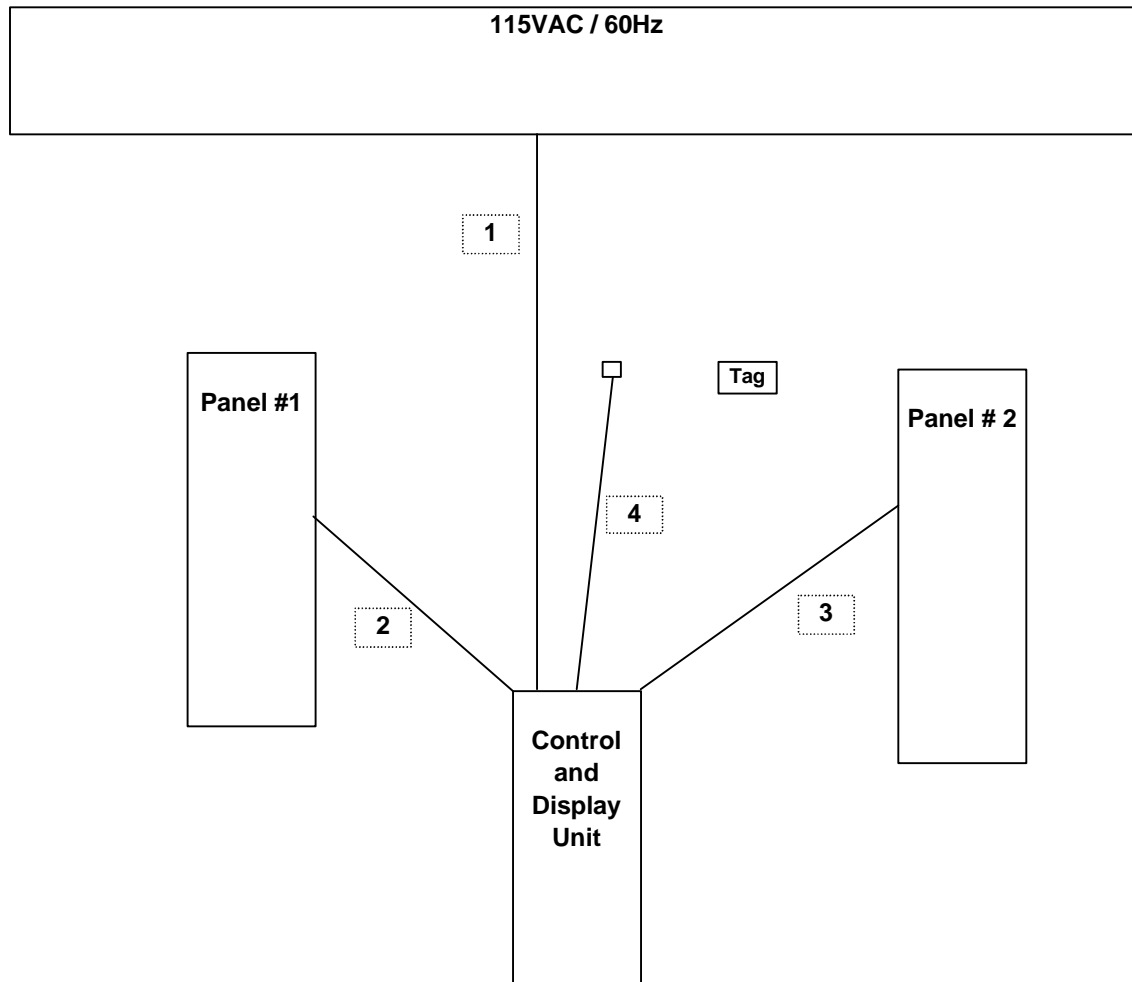 115VAC / 60Hz
1
Tag
Panel #1
Panel # 2
4
2
3
Control
and
Display
Unit